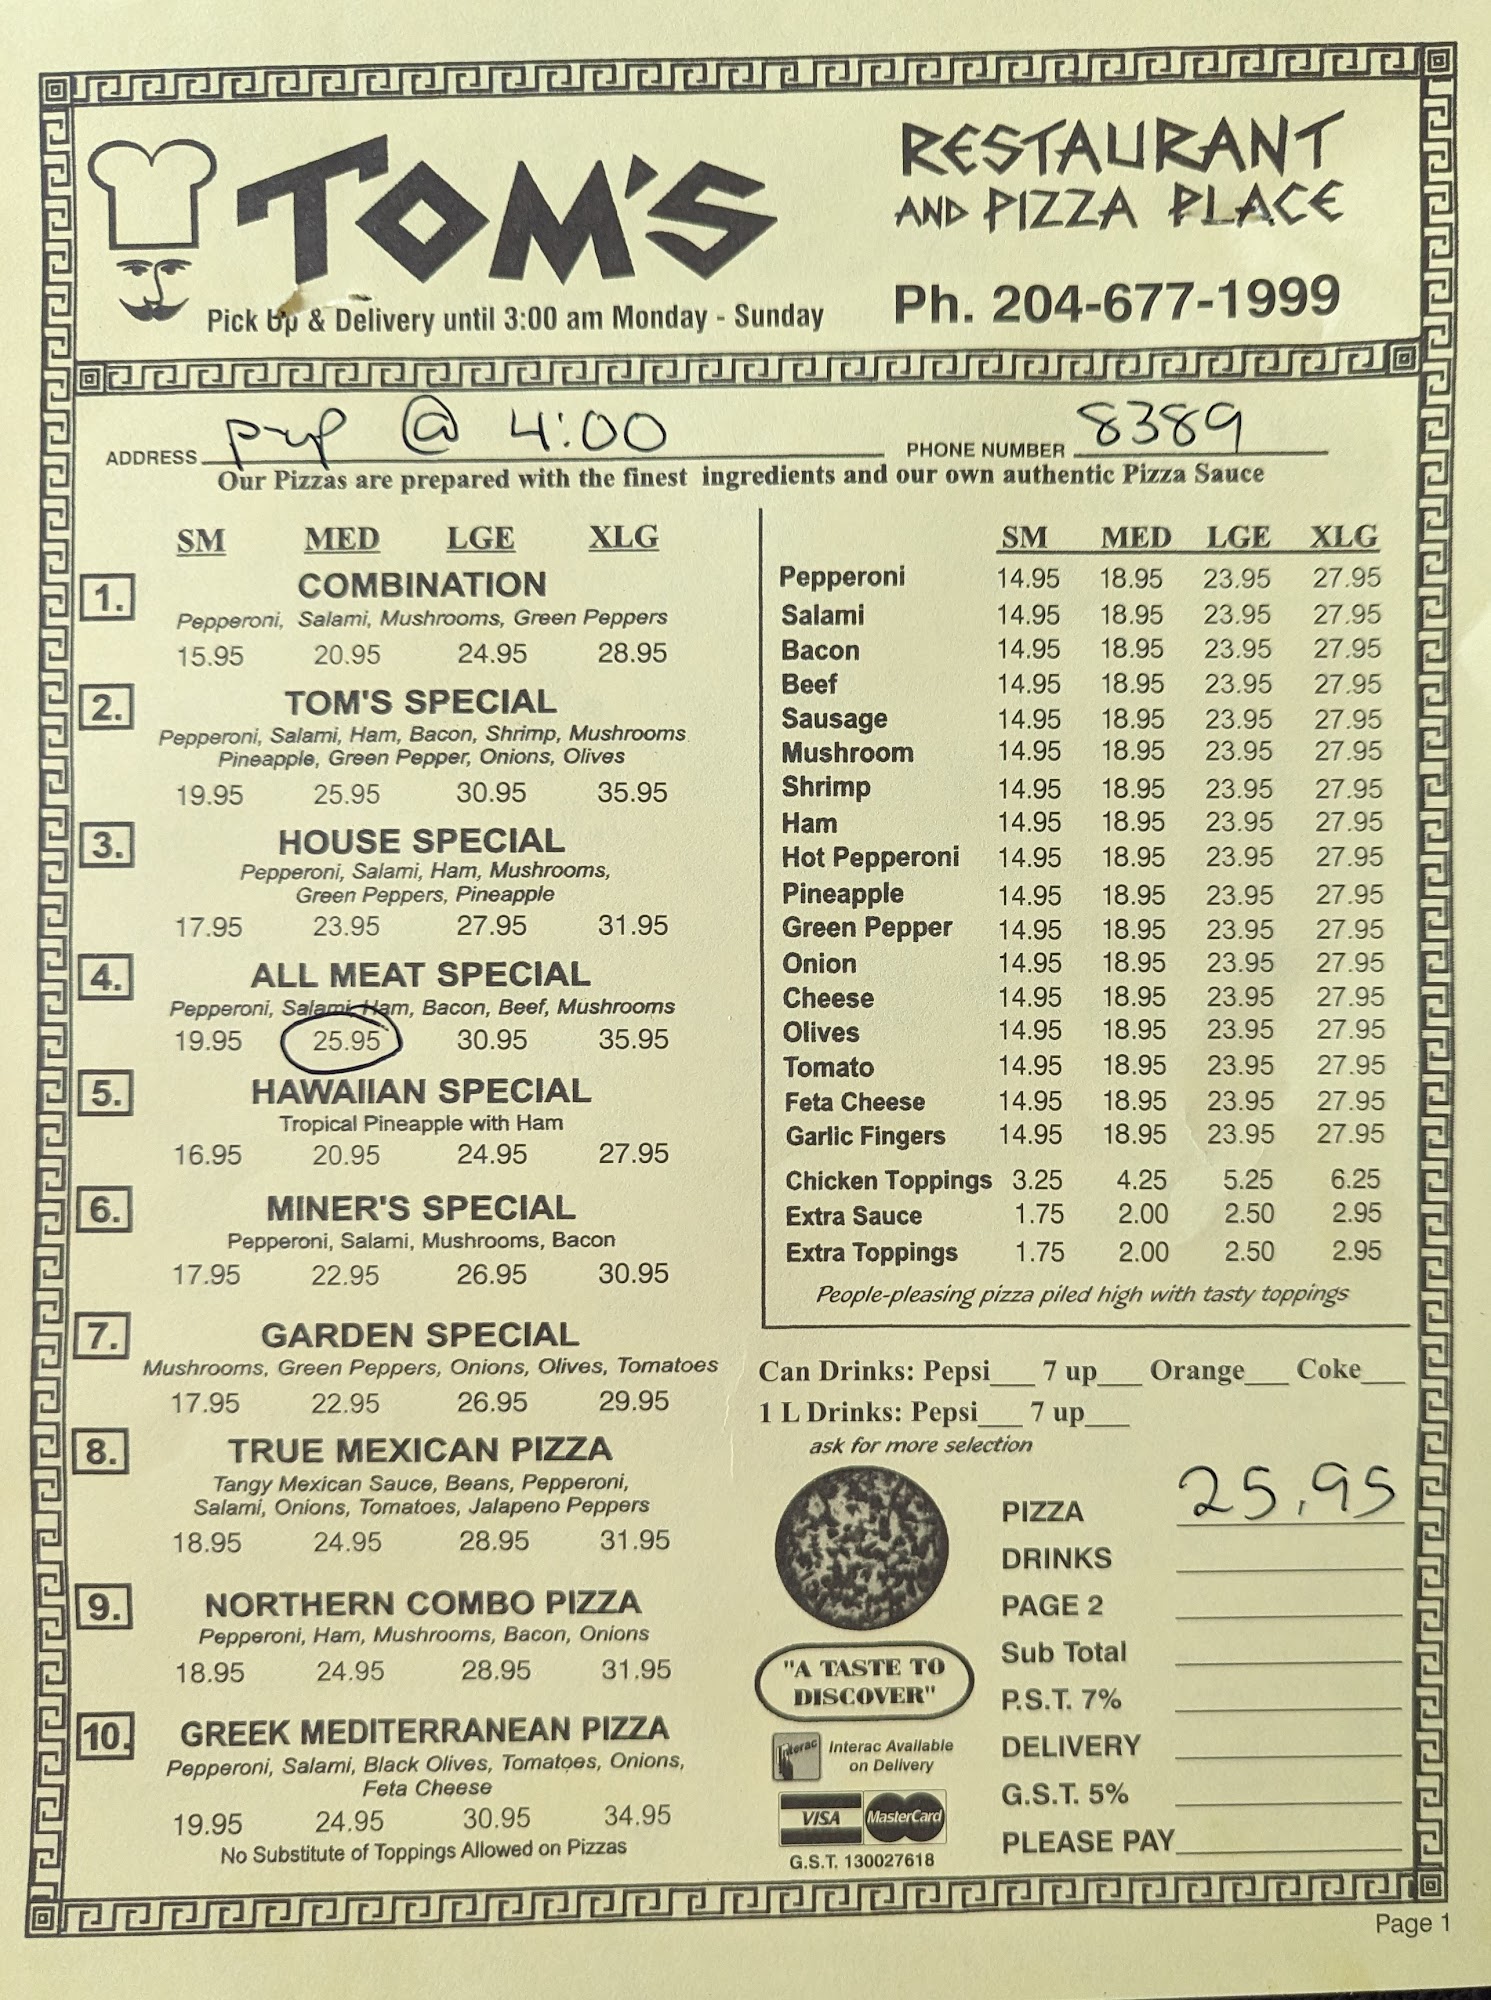 TOM'S
RESTAURANT
AND PIZZA PLACE
Pick Up & Delivery until 3:00 am Monday - Sunday
Ph. 204-677-1999
ADDRESS pup @ 4:00
PHONE NUMBER 8389
Our Pizzas are prepared with the finest ingredients and our own authentic Pizza Sauce
SM MED LGE XLG
1. COMBINATION
Pepperoni, Salami, Mushrooms, Green Peppers
15.95 20.95 24.95 28.95
2. TOM'S SPECIAL
Pepperoni, Salami, Ham, Bacon, Shrimp, Mushrooms
Pineapple, Green Pepper, Onions, Olives
19.95 25.95 30.95 35.95
3. HOUSE SPECIAL
Pepperoni, Salami, Ham, Mushrooms,
Green Peppers, Pineapple
17.95 23.95 27.95 31.95
4. ALL MEAT SPECIAL
Pepperoni, Salami, Ham, Bacon, Beef, Mushrooms
19.95 25.95 30.95 35.95
5. HAWAIIAN SPECIAL
Tropical Pineapple with Ham
16.95 20.95 24.95 27.95
6. MINER'S SPECIAL
Pepperoni, Salami, Mushrooms, Bacon
17.95 22.95 26.95 30.95
7. GARDEN SPECIAL
Mushrooms, Green Peppers, Onions, Olives, Tomatoes
17.95 22.95 26.95 29.95
8. TRUE MEXICAN PIZZA
Tangy Mexican Sauce, Beans, Pepperoni,
Salami, Onions, Tomatoes, Jalapeno Peppers
18.95 24.95 28.95 31.95
9. NORTHERN COMBO PIZZA
Pepperoni, Ham, Mushrooms, Bacon, Onions
18.95 24.95 28.95 31.95
10. GREEK MEDITERRANEAN PIZZA
Pepperoni, Salami, Black Olives, Tomatoes, Onions,
Feta Cheese
19.95 24.95 30.95 34.95
No Substitute of Toppings Allowed on Pizzas
SM MED LGE XLG
Pepperoni 14.95 18.95 23.95 27.95
Salami 14.95 18.95 23.95 27.95
Bacon 14.95 18.95 23.95 27.95
Beef 14.95 18.95 23.95 27.95
Sausage 14.95 18.95 23.95 27.95
Mushroom 14.95 18.95 23.95 27.95
Shrimp 14.95 18.95 23.95 27.95
Ham 14.95 18.95 23.95 27.95
Hot Pepperoni 14.95 18.95 23.95 27.95
Pineapple 14.95 18.95 23.95 27.95
Green Pepper 14.95 18.95 23.95 27.95
Onion 14.95 18.95 23.95 27.95
Cheese 14.95 18.95 23.95 27.95
Olives 14.95 18.95 23.95 27.95
Tomato 14.95 18.95 23.95 27.95
Feta Cheese 14.95 18.95 23.95 27.95
Garlic Fingers 14.95 18.95 23.95 27.95
Chicken Toppings 3.25 4.25 5.25 6.25
Extra Sauce 1.75 2.00 2.50 2.95
Extra Toppings 1.75 2.00 2.50 2.95
People-pleasing pizza piled high with tasty toppings
Can Drinks: Pepsi___ 7 up___ Orange___ Coke___
1 L Drinks: Pepsi___ 7 up___
ask for more selection
PIZZA 25.95
DRINKS
PAGE 2
Sub Total
P.S.T. 7%
DELIVERY
G.S.T. 5%
PLEASE PAY
"A TASTE TO
DISCOVER"
Interac
Interac Available
on Delivery
VISA MasterCard
G.S.T. 130027618
Page 1